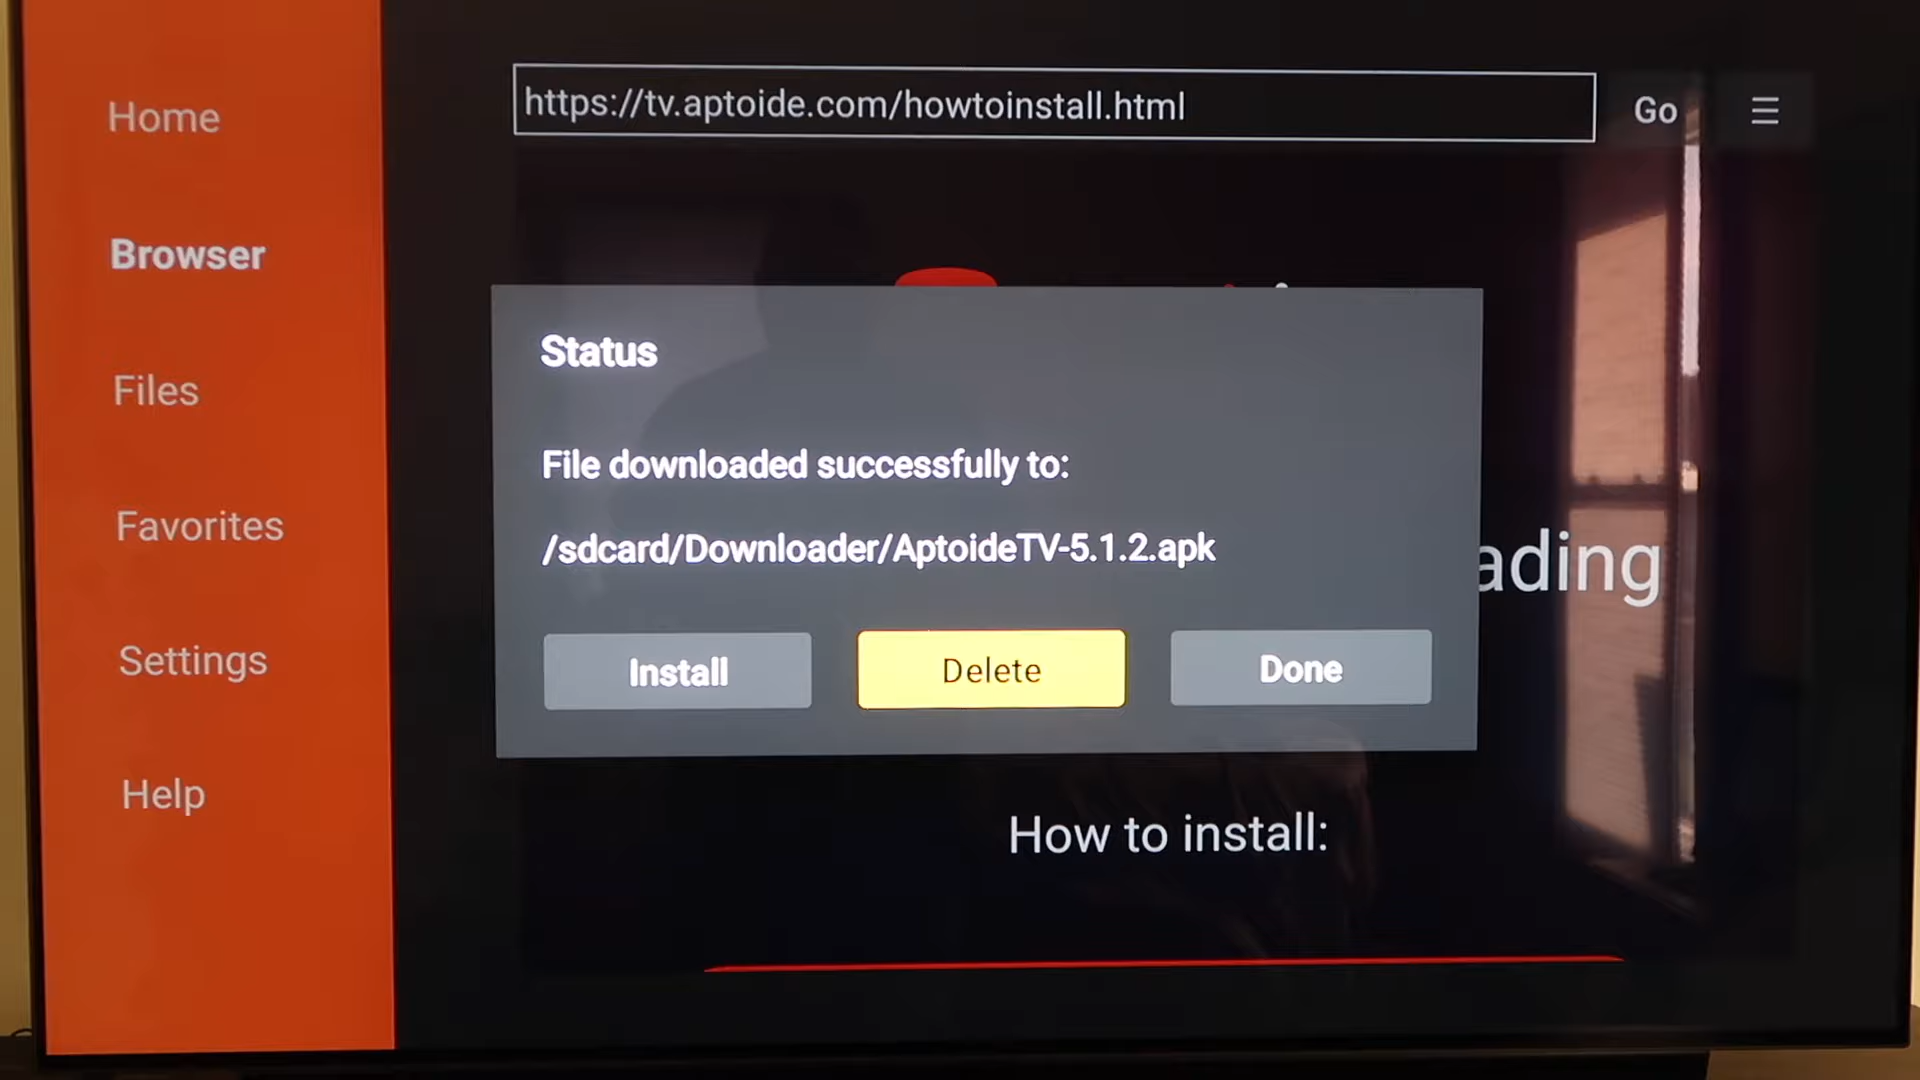 Home
Browser
Files
Favorites
Settings
Help
https://tv.aptoide.com/howtoinstall.html
Go
Status
File downloaded successfully to:
/sdcard/Downloader/AptoideTV-5.1.2.apk
Install
Delete
Done
ading
How to install: